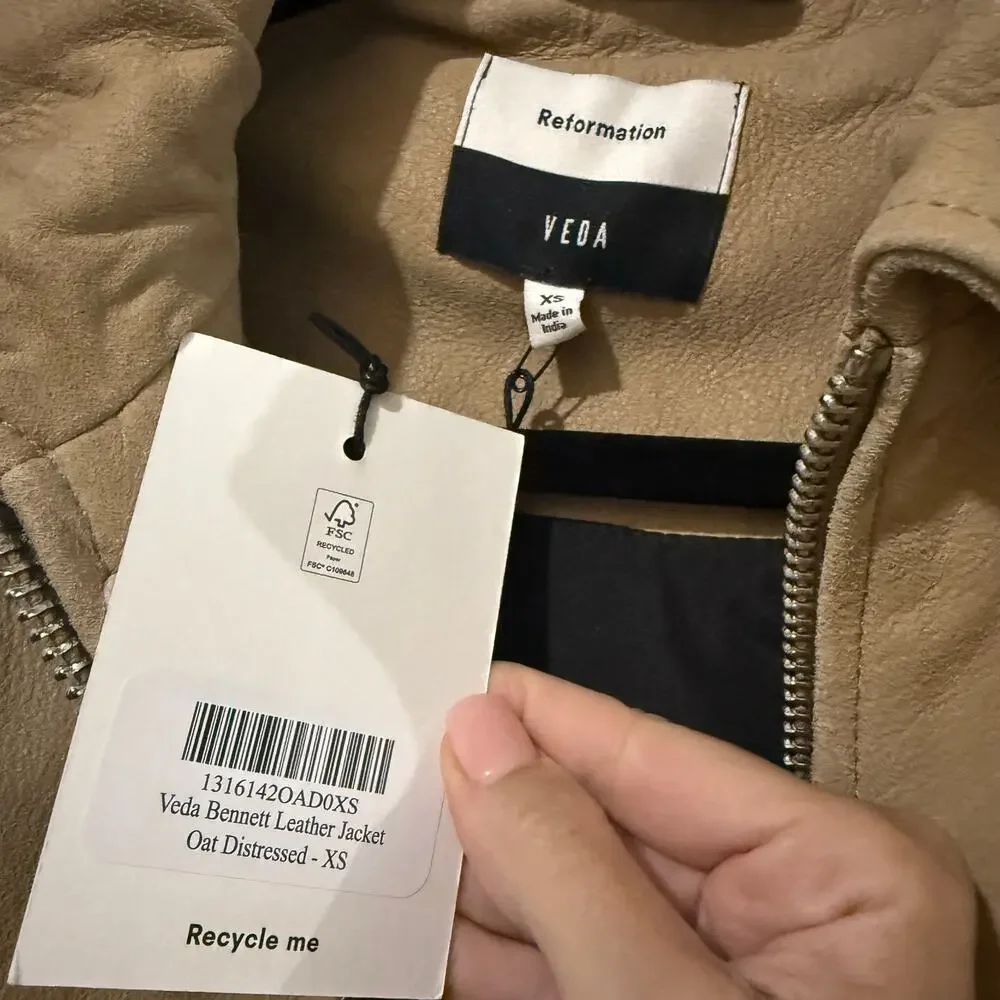 Reformation
VEDA
XS
Made in
India
FSC
RECYCLED
Paper
FSC® C109648
1316142OAD0XS
Veda Bennett Leather Jacket
Oat Distressed - XS
Recycle me